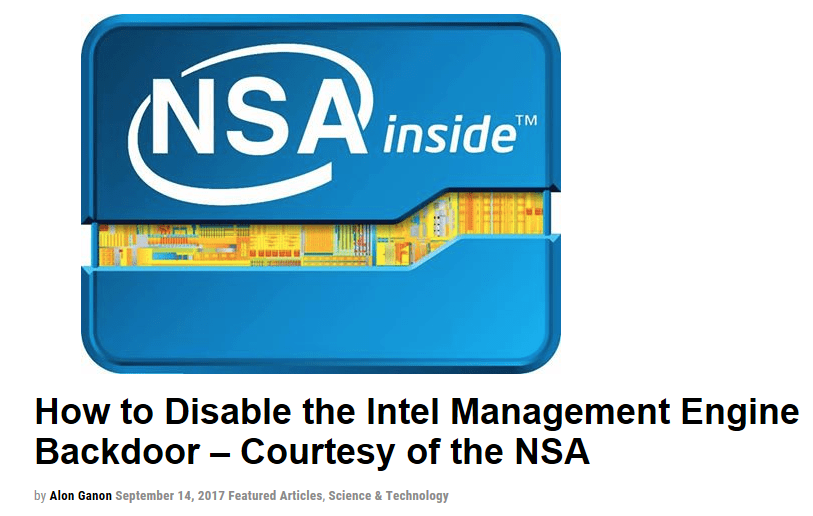 NSA inside™
How to Disable the Intel Management Engine
Backdoor – Courtesy of the NSA
by Alon Ganon September 14, 2017 Featured Articles, Science & Technology